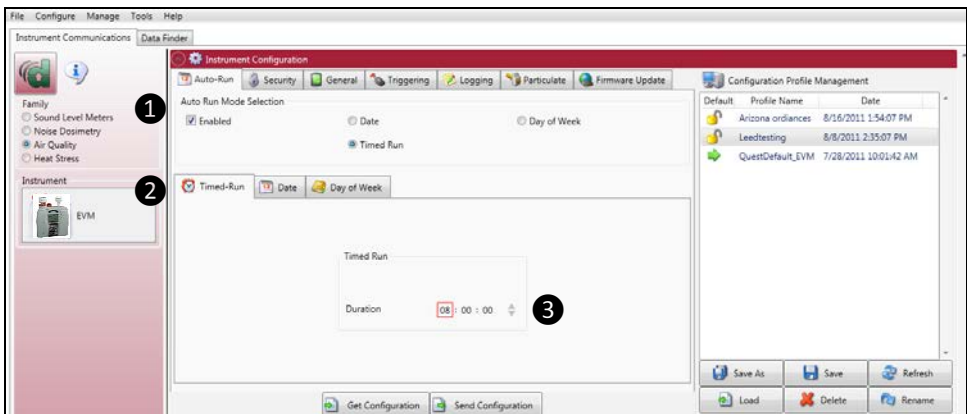 File Configure Manage Tools Help
Instrument Communications Data Finder
Instrument Configuration
Auto-Run Security General Triggering Logging Particulate Firmware Update
Auto Run Mode Selection
Enabled Date Day of Week
Timed Run
Timed-Run Date Day of Week
Timed Run
Duration 08 : 00 : 00
Get Configuration Send Configuration
Family
Sound Level Meters
Noise Dosimetry
Air Quality
Heat Stress
Instrument
EVM
1
2
3
Configuration Profile Management
Default Profile Name Date
Arizona ordiances 8/16/2011 1:54:07 PM
Leedtesting 8/8/2011 2:35:07 PM
QuestDefault_EVM 7/28/2011 10:01:42 AM
Save As Save Refresh
Load Delete Rename